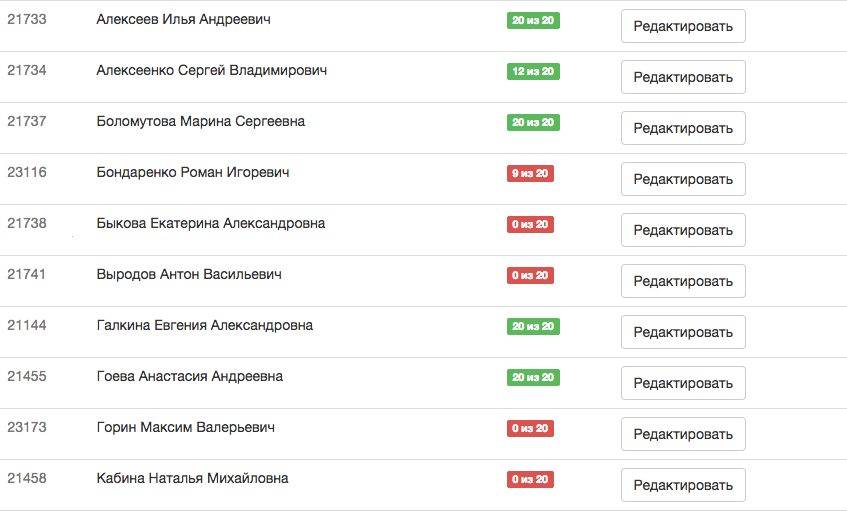 21733 Алексеев Илья Андреевич 20 из 20 Редактировать
21734 Алексеенко Сергей Владимирович 12 из 20 Редактировать
21737 Боломутова Марина Сергеевна 20 из 20 Редактировать
23116 Бондаренко Роман Игоревич 9 из 20 Редактировать
21738 Быкова Екатерина Александровна 0 из 20 Редактировать
21741 Выродов Антон Васильевич 0 из 20 Редактировать
21144 Галкина Евгения Александровна 20 из 20 Редактировать
21455 Гоева Анастасия Андреевна 20 из 20 Редактировать
23173 Горин Максим Валерьевич 0 из 20 Редактировать
21458 Кабина Наталья Михайловна 0 из 20 Редактировать